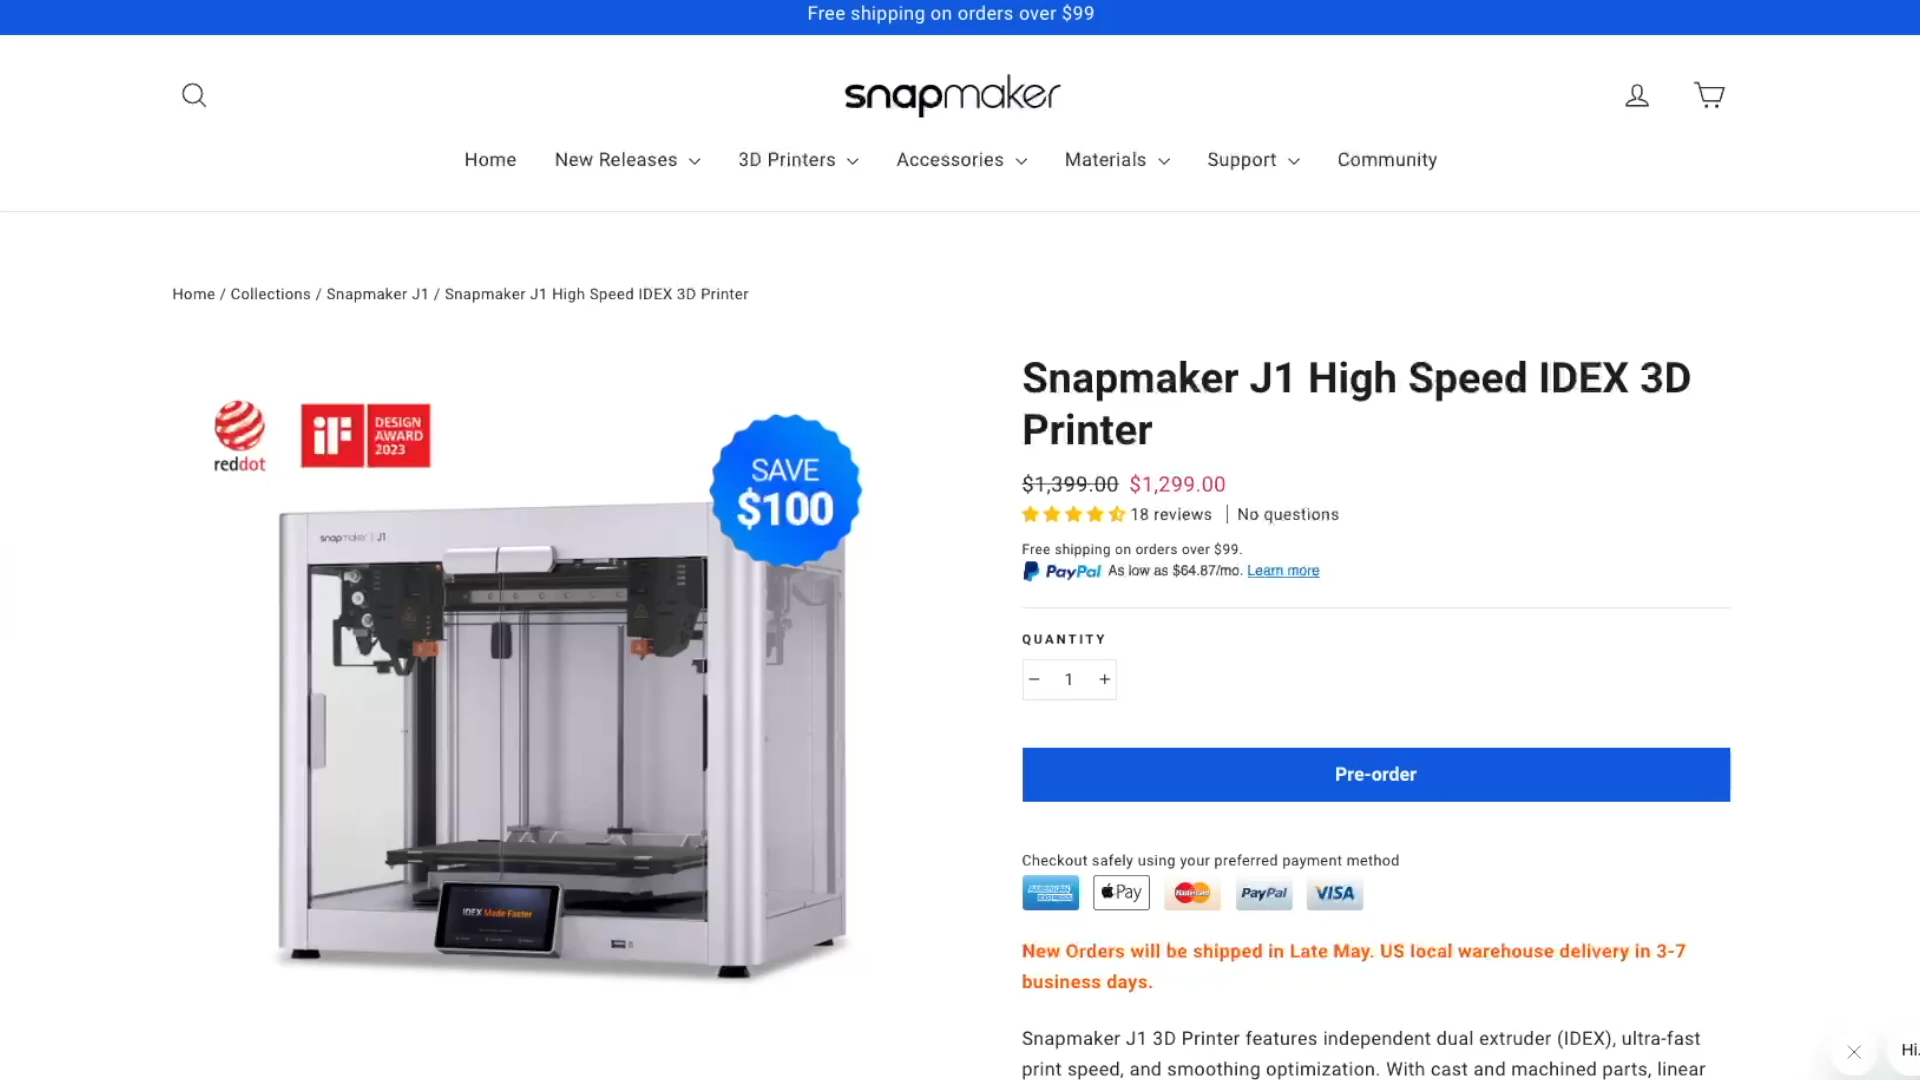 Free shipping on orders over $99
snapmaker
Home New Releases 3D Printers Accessories Materials Support Community
Home / Collections / Snapmaker J1 / Snapmaker J1 High Speed IDEX 3D Printer
reddot
iF
DESIGN
AWARD
2023
SAVE
$100
snapmaker | J1
IDEX Made Faster
Snapmaker J1 High Speed IDEX 3D
Printer
$1,399.00 $1,299.00
18 reviews | No questions
Free shipping on orders over $99.
PayPal As low as $64.87/mo. Learn more
QUANTITY
− 1 +
Pre-order
Checkout safely using your preferred payment method
AMERICAN EXPRESS Pay MasterCard PayPal VISA
New Orders will be shipped in Late May. US local warehouse delivery in 3-7
business days.
Snapmaker J1 3D Printer features independent dual extruder (IDEX), ultra-fast
print speed, and smoothing optimization. With cast and machined parts, linear
Hi.